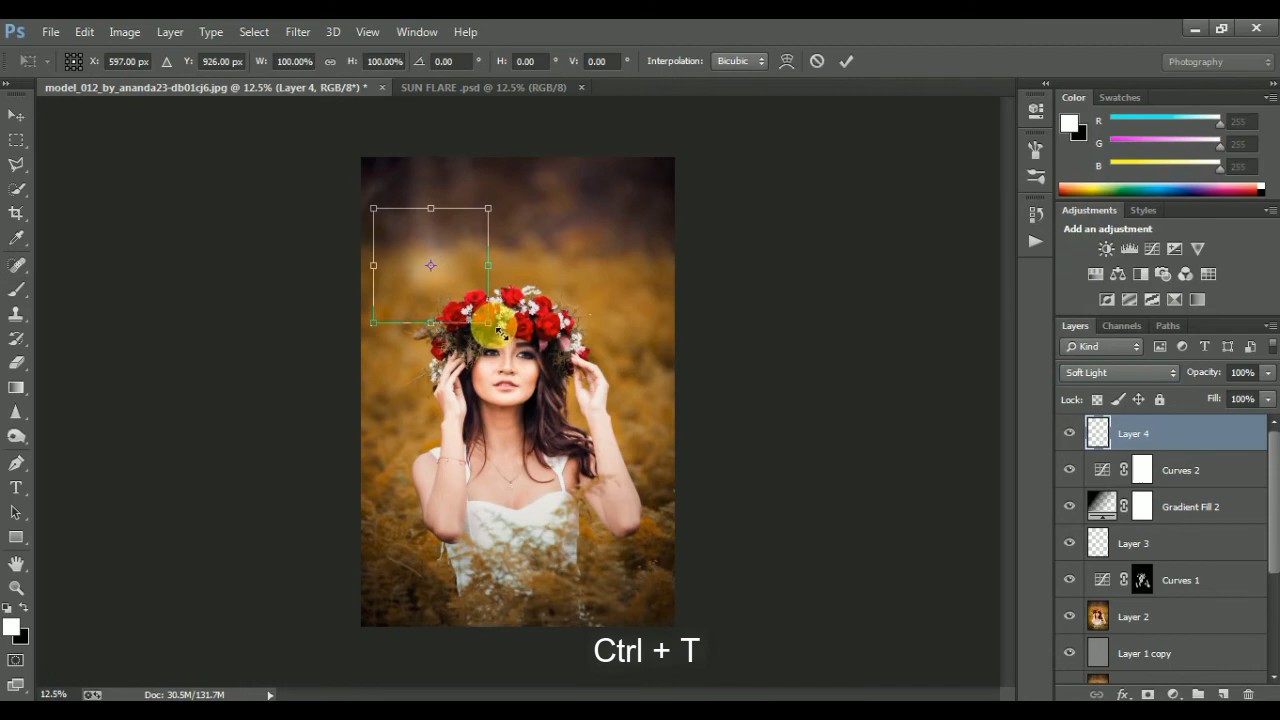 Ps File Edit Image Layer Type Select Filter 3D View Window Help
X: 597.00 px Y: 926.00 px W: 100.00% H: 100.00% 0.00 ° H: 0.00 ° V: 0.00 ° Interpolation: Bicubic Photography
model_012_by_ananda23-db01cj6.jpg @ 12.5% (Layer 4, RGB/8*) * × SUN FLARE .psd @ 12.5% (RGB/8) ×
Color Swatches
R 255
G 255
B 255
Adjustments Styles
Add an adjustment
Layers Channels Paths
Kind
Soft Light Opacity: 100%
Lock: Fill: 100%
Layer 4
Curves 2
Gradient Fill 2
Layer 3
Curves 1
Layer 2
Layer 1 copy
Ctrl + T
12.5% Doc: 30.5M/131.7M
fx